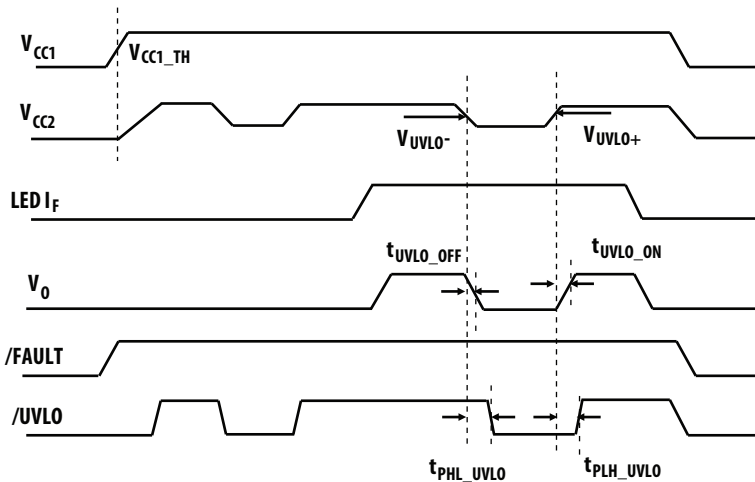 VCC1
VCC1_TH
VCC2
VUVLO-
VUVLO+
LED IF
tUVLO_OFF
tUVLO_ON
VO
/FAULT
/UVLO
tPHL_UVLO
tPLH_UVLO